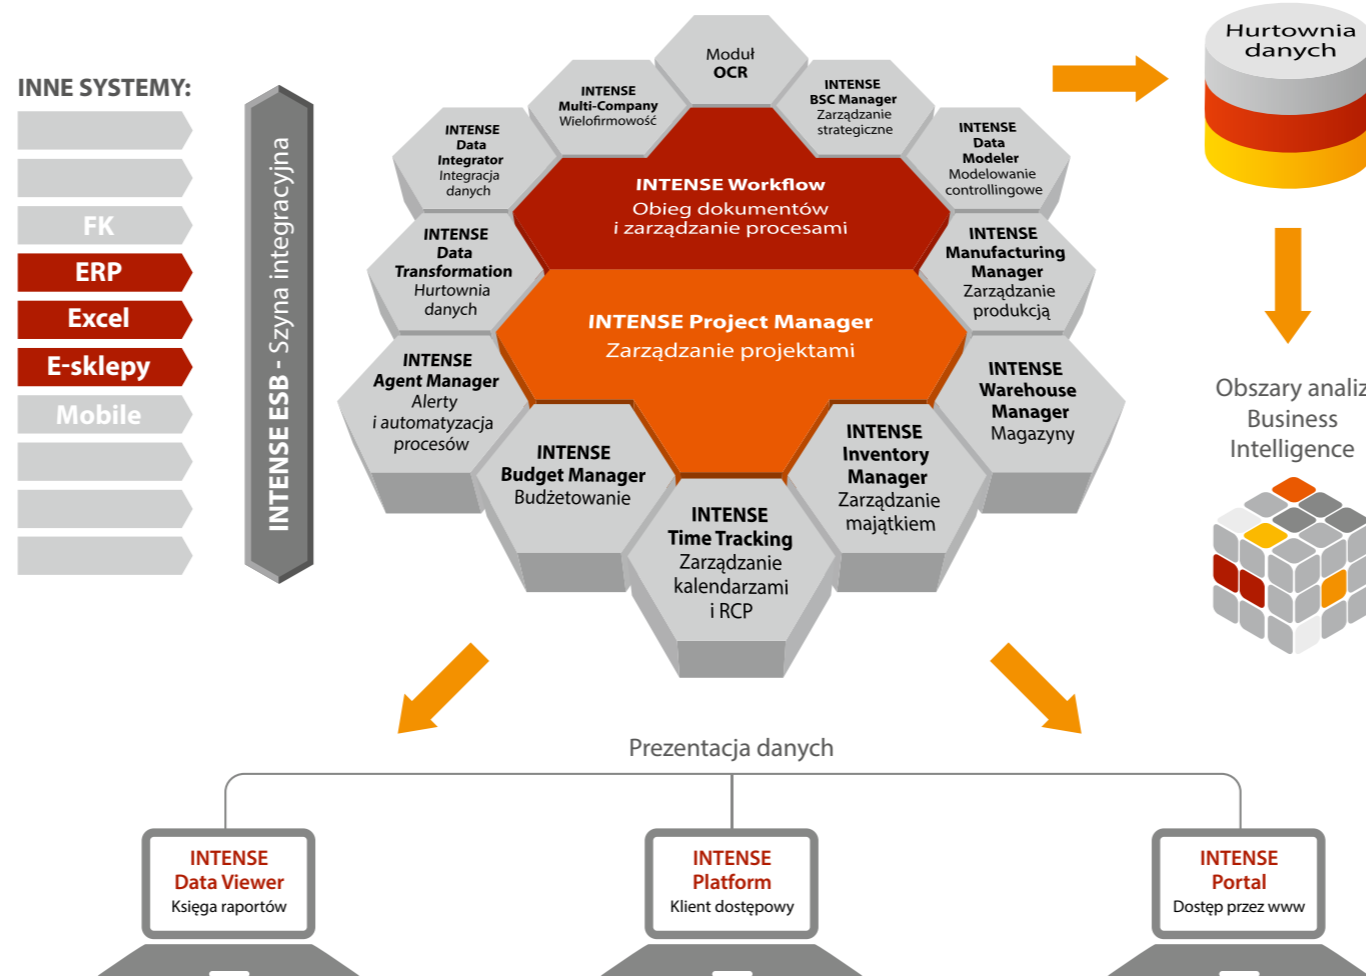 INNE SYSTEMY:
FK
ERP
Excel
E-sklepy
Mobile
INTENSE ESB - Szyna integracyjna
Moduł
OCR
INTENSE
Multi-Company
Wielofirmowość
INTENSE
BSC Manager
Zarządzanie
strategiczne
INTENSE
Data
Integrator
Integracja
danych
INTENSE
Data
Modeler
Modelowanie
controllingowe
INTENSE Workflow
Obieg dokumentów
i zarządzanie procesami
INTENSE
Data
Transformation
Hurtownia
danych
INTENSE
Manufacturing
Manager
Zarządzanie
produkcją
INTENSE Project Manager
Zarządzanie projektami
INTENSE
Agent Manager
Alerty
i automatyzacja
procesów
INTENSE
Warehouse
Manager
Magazyny
INTENSE
Budget Manager
Budżetowanie
INTENSE
Inventory
Manager
Zarządzanie
majątkiem
INTENSE
Time Tracking
Zarządzanie
kalendarzami
i RCP
Hurtownia
danych
Obszary analiz
Business
Intelligence
Prezentacja danych
INTENSE
Data Viewer
Księga raportów
INTENSE
Platform
Klient dostępowy
INTENSE
Portal
Dostęp przez www